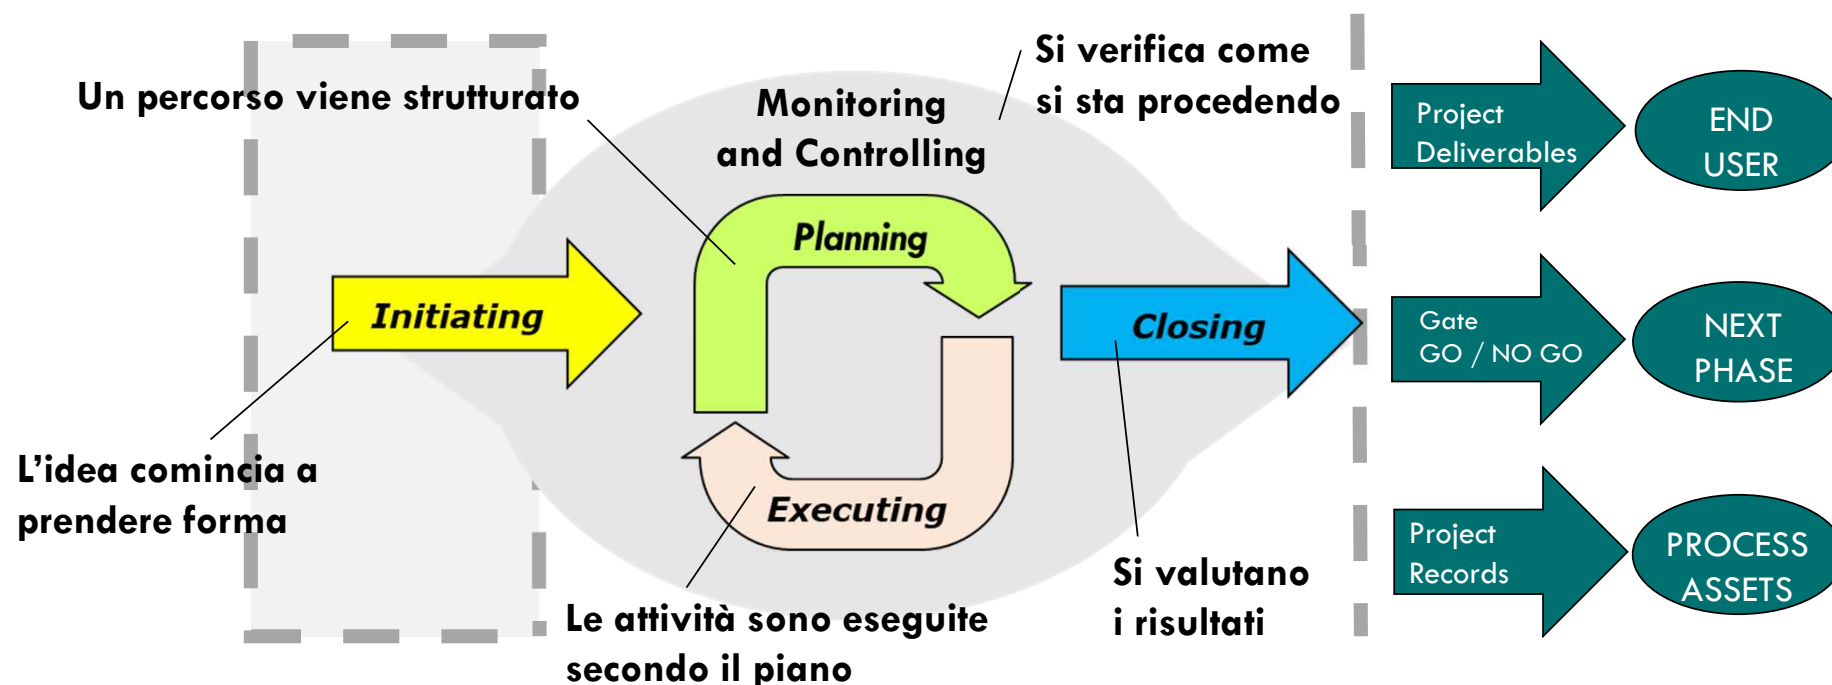 Un percorso viene strutturato
Monitoring
and Controlling
Si verifica come
si sta procedendo
Planning
Initiating
Executing
Closing
L’idea comincia a
prendere forma
Le attività sono eseguite
secondo il piano
Si valutano
i risultati
Project
Deliverables
END
USER
Gate
GO / NO GO
NEXT
PHASE
Project
Records
PROCESS
ASSETS